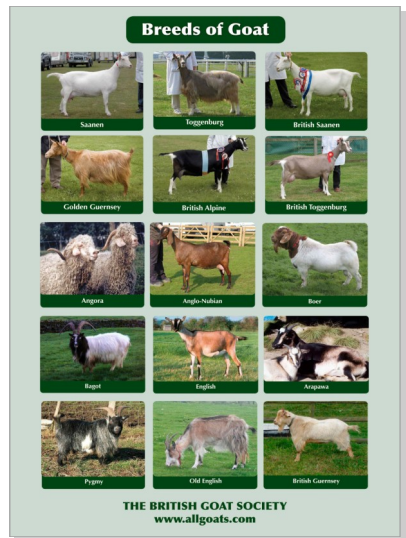 Breeds of Goat
Saanen
Toggenburg
British Saanen
Golden Guernsey
British Alpine
British Toggenburg
Angora
Anglo-Nubian
Boer
Bagot
English
Arapawa
Pygmy
Old English
British Guernsey
THE BRITISH GOAT SOCIETY
www.allgoats.com